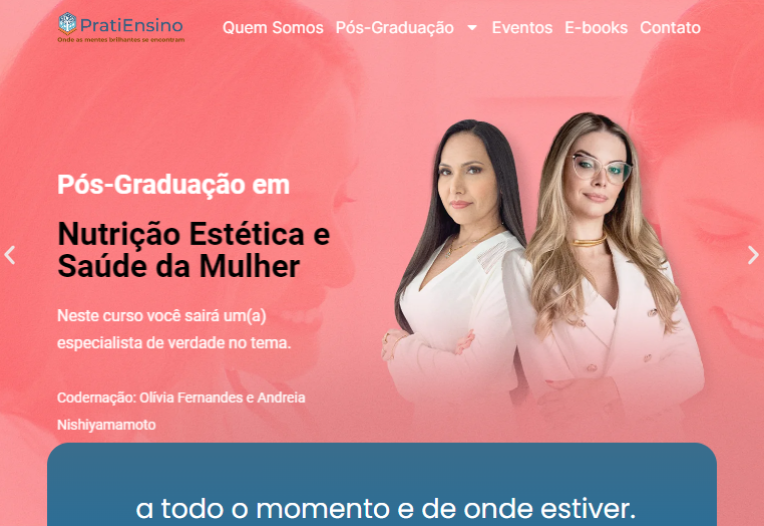 PratiEnsino
Onde as mentes brilhantes se encontram
Quem Somos Pós-Graduação Eventos E-books Contato
Pós-Graduação em
Nutrição Estética e
Saúde da Mulher
Neste curso você sairá um(a)
especialista de verdade no tema.
Codernação: Olívia Fernandes e Andreia
Nishiyamamoto
a todo o momento e de onde estiver.